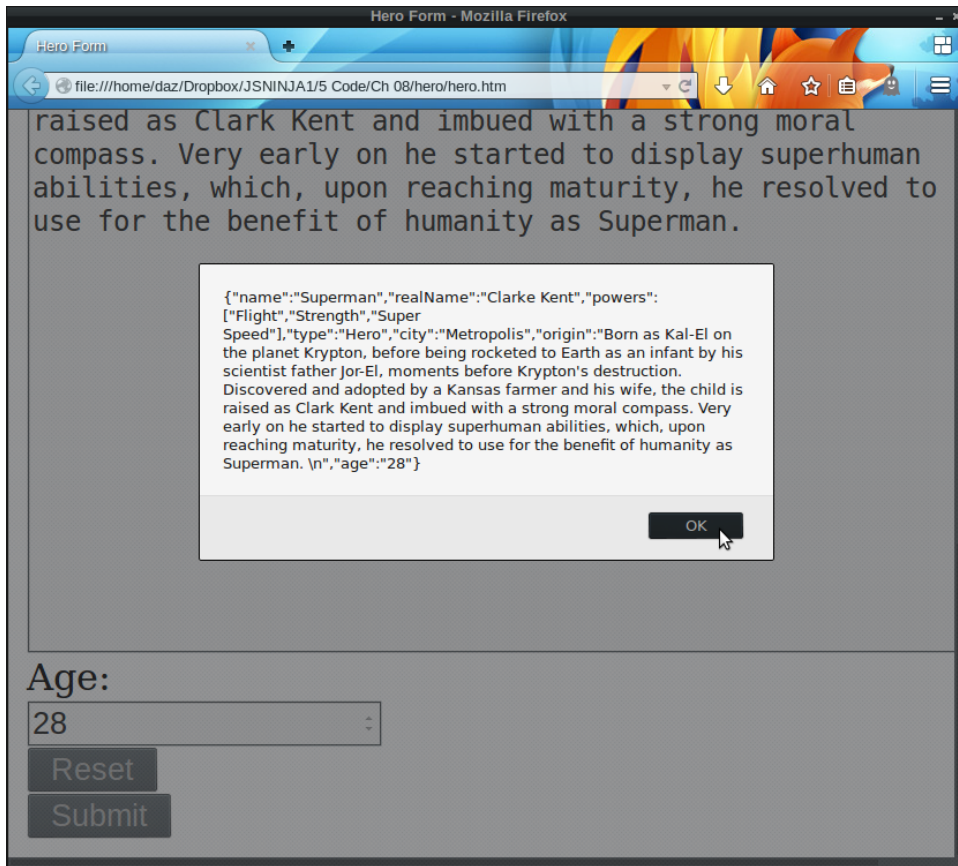 Hero Form - Mozilla Firefox
Hero Form
file:///home/daz/Dropbox/JSNINJA1/5 Code/Ch 08/hero/hero.htm
raised as Clark Kent and imbued with a strong moral
compass. Very early on he started to display superhuman
abilities, which, upon reaching maturity, he resolved to
use for the benefit of humanity as Superman.
{"name":"Superman","realName":"Clarke Kent","powers":
["Flight","Strength","Super
Speed"],"type":"Hero","city":"Metropolis","origin":"Born as Kal-El on
the planet Krypton, before being rocketed to Earth as an infant by his
scientist father Jor-El, moments before Krypton's destruction.
Discovered and adopted by a Kansas farmer and his wife, the child is
raised as Clark Kent and imbued with a strong moral compass. Very
early on he started to display superhuman abilities, which, upon
reaching maturity, he resolved to use for the benefit of humanity as
Superman. \n","age":"28"}
OK
Age:
28
Reset
Submit